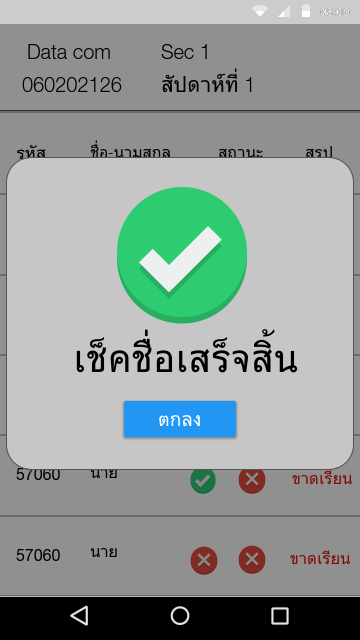 Data com Sec 1
060202126 สัปดาห์ที่ 1
รหัส ชื่อ-นามสกุล สถานะ สรุป
เช็คชื่อเสร็จสิ้น
ตกลง
57060 นาย ขาดเรียน
57060 นาย ขาดเรียน